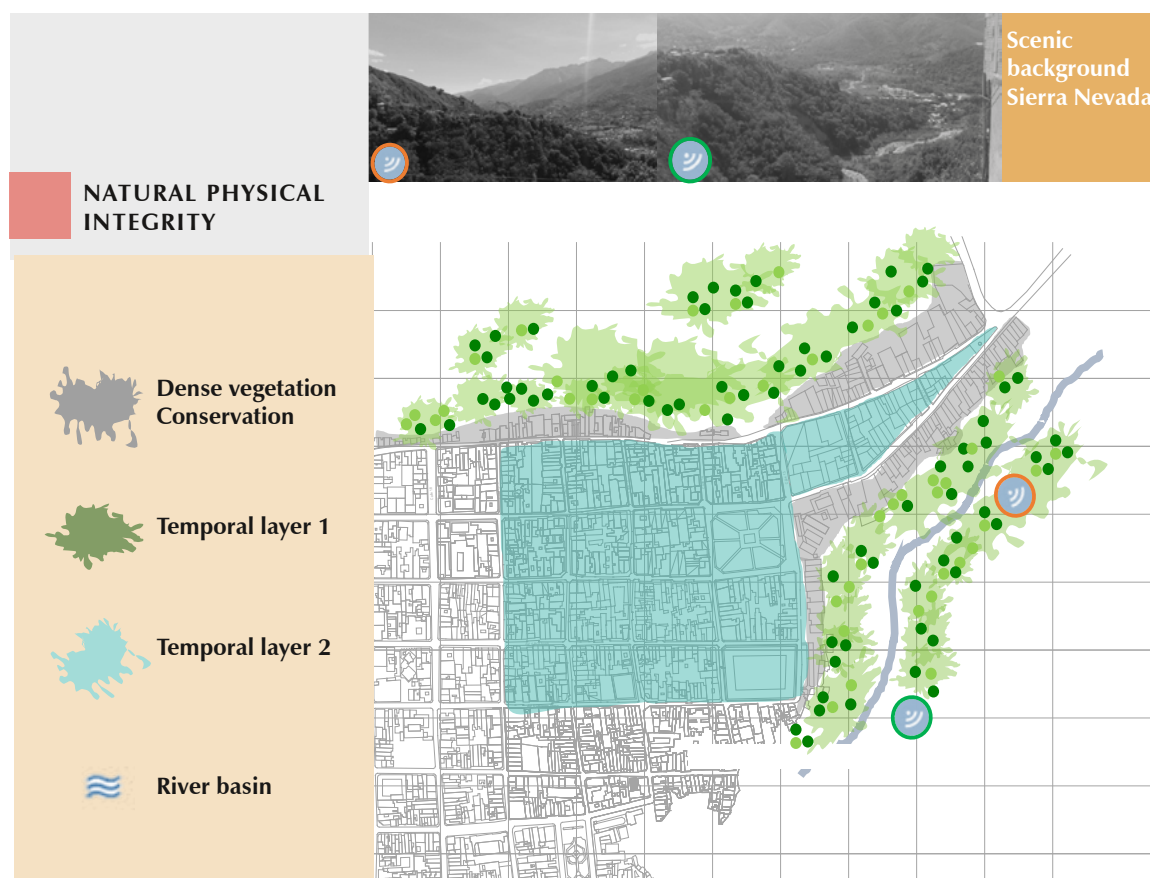 Scenic
background
Sierra Nevada
NATURAL PHYSICAL
INTEGRITY
Dense vegetation
Conservation
Temporal layer 1
Temporal layer 2
River basin